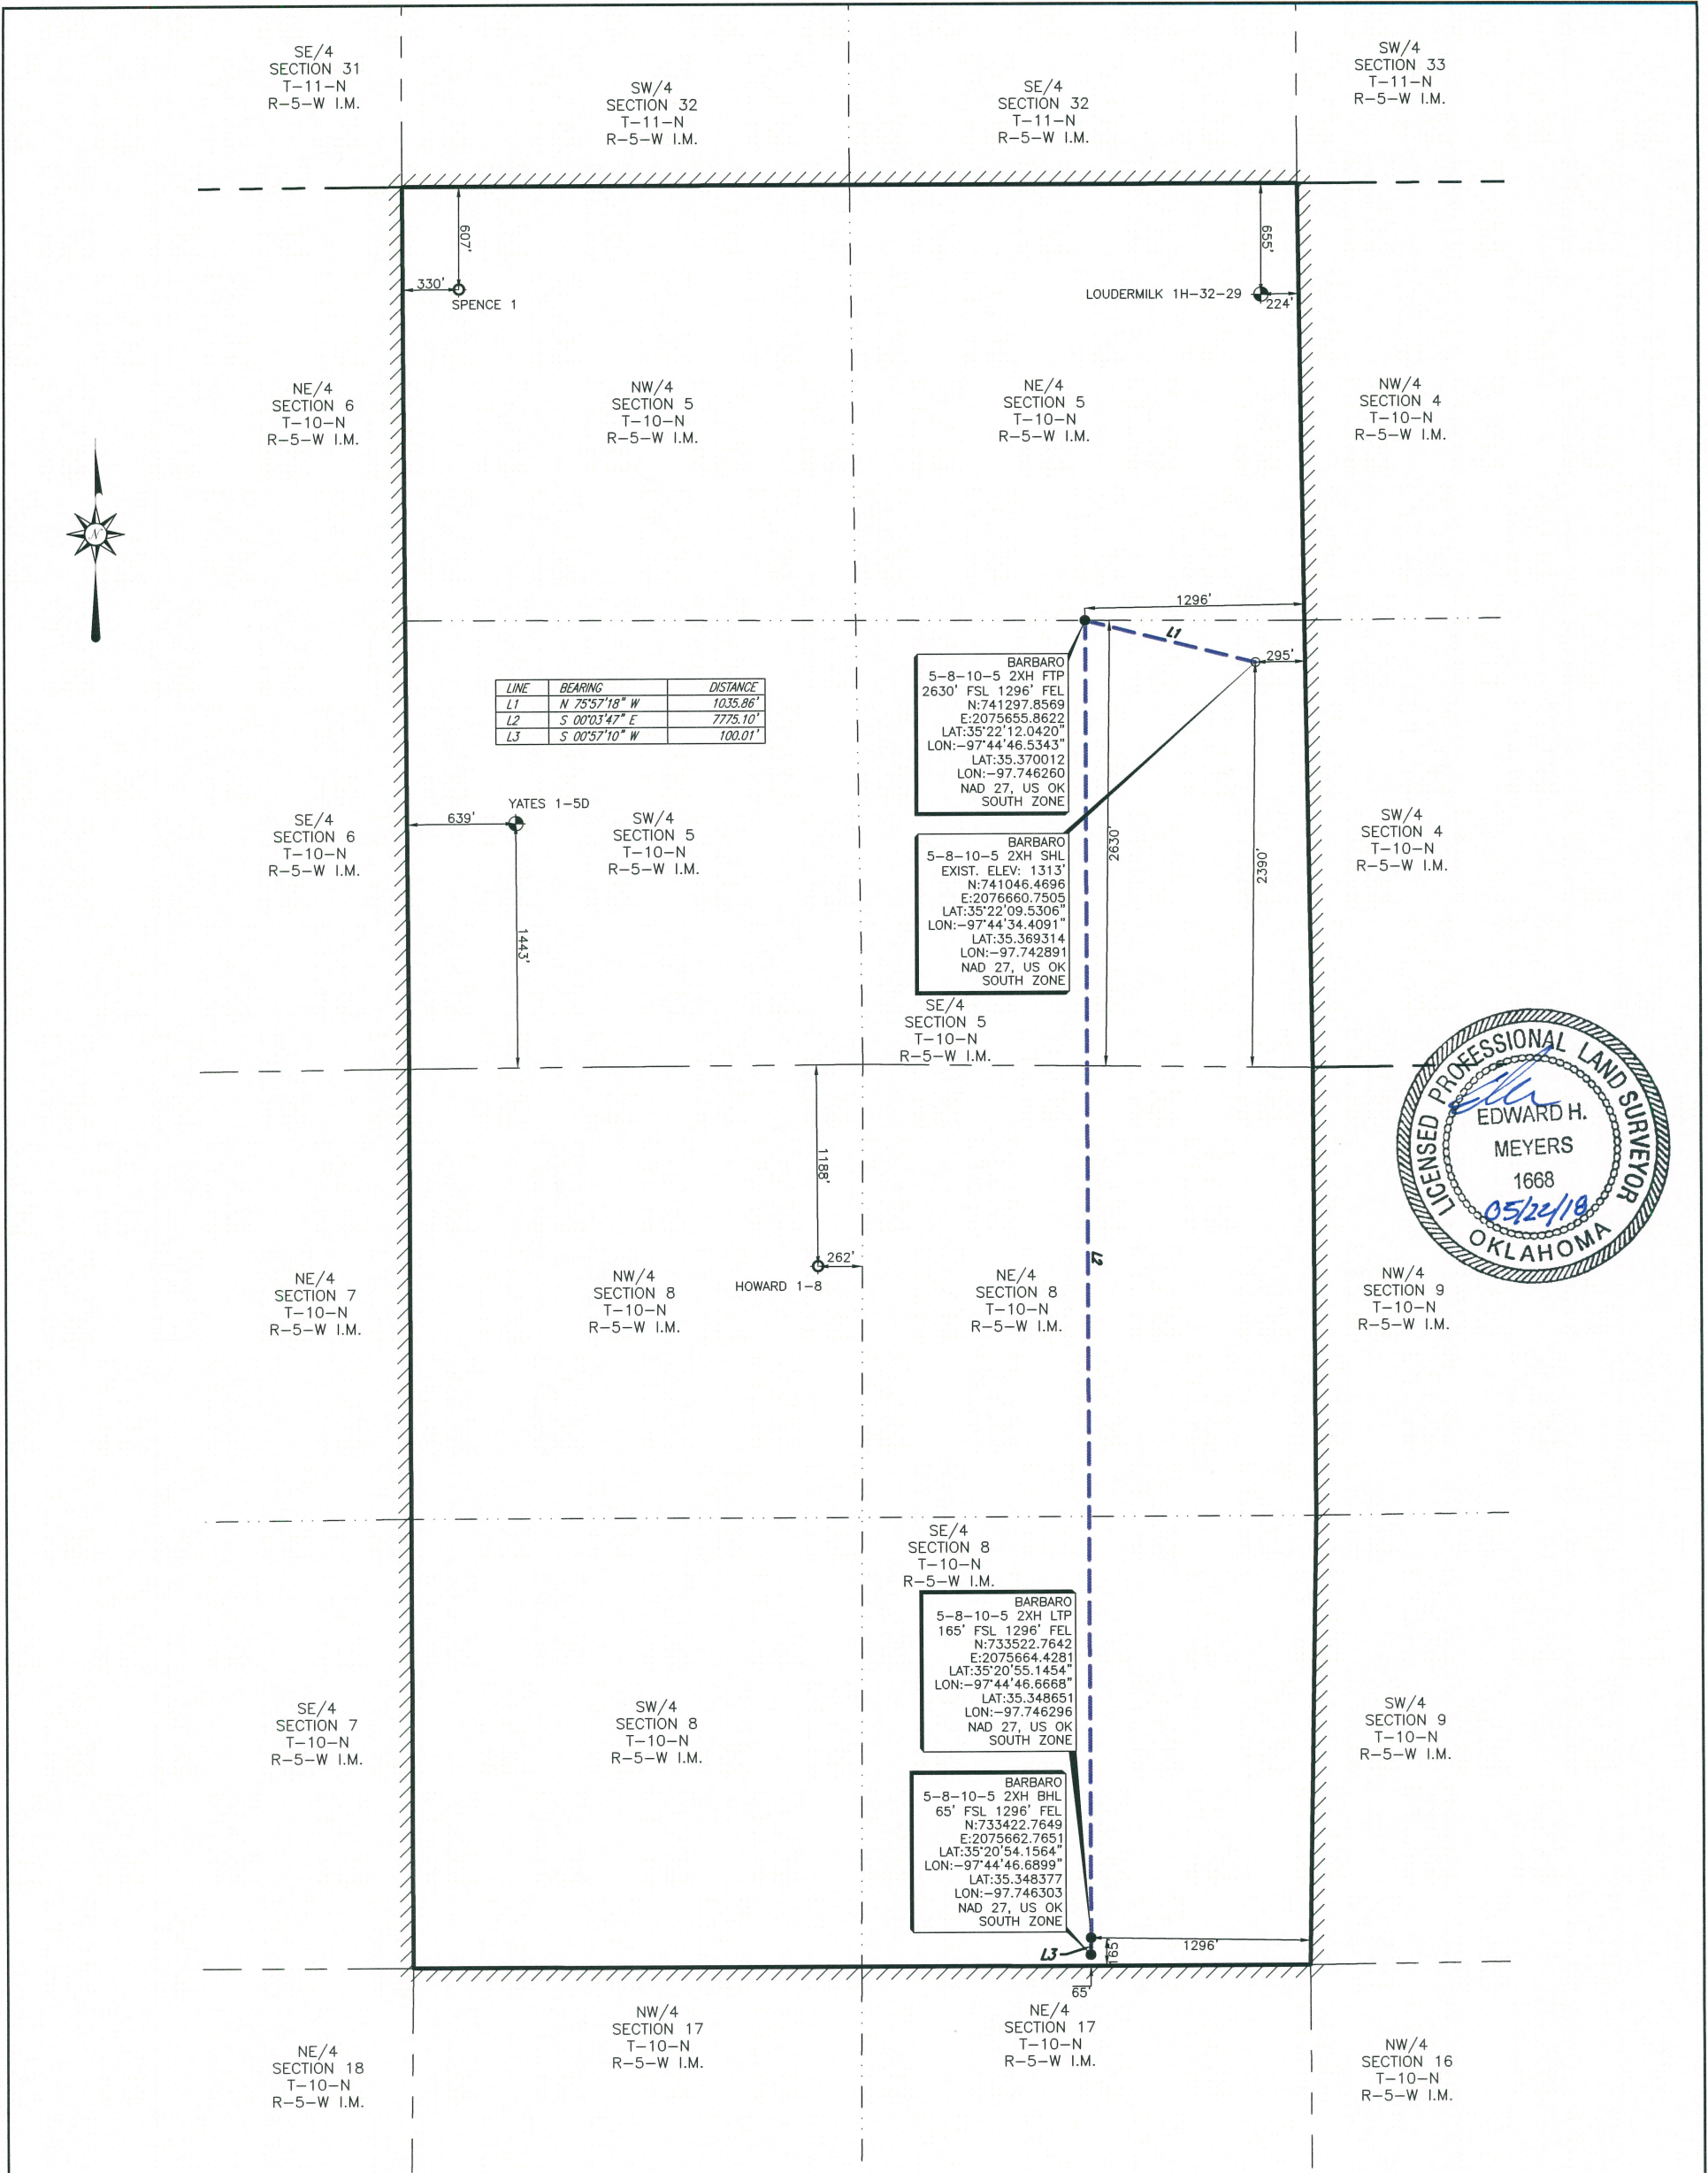 SE/4
SECTION 31
T-11-N
R-5-W I.M.
SW/4
SECTION 32
T-11-N
R-5-W I.M.
SE/4
SECTION 32
T-11-N
R-5-W I.M.
SW/4
SECTION 33
T-11-N
R-5-W I.M.
607'
330'
SPENCE 1
655'
LOUDERMILK 1H-32-29
224'
NE/4
SECTION 6
T-10-N
R-5-W I.M.
NW/4
SECTION 5
T-10-N
R-5-W I.M.
NE/4
SECTION 5
T-10-N
R-5-W I.M.
NW/4
SECTION 4
T-10-N
R-5-W I.M.
N
1296'
L1
295'
LINE BEARING DISTANCE
L1 N 75°57'18" W 1035.86'
L2 S 00°03'47" E 7775.10'
L3 S 00°57'10" W 100.01'
BARBARO
5-8-10-5 2XH FTP
2630' FSL 1296' FEL
N:741297.8569
E:2075655.8622
LAT:35°22'12.0420"
LON:-97°44'46.5343"
LAT:35.370012
LON:-97.746260
NAD 27, US OK
SOUTH ZONE
SE/4
SECTION 6
T-10-N
R-5-W I.M.
639'
YATES 1-5D
1443'
SW/4
SECTION 5
T-10-N
R-5-W I.M.
BARBARO
5-8-10-5 2XH SHL
EXIST. ELEV: 1313'
N:741046.4696
E:2076660.7505
LAT:35°22'09.5306"
LON:-97°44'34.4091"
LAT:35.369314
LON:-97.742891
NAD 27, US OK
SOUTH ZONE
2630'
2390'
SW/4
SECTION 4
T-10-N
R-5-W I.M.
SE/4
SECTION 5
T-10-N
R-5-W I.M.
LICENSED PROFESSIONAL LAND SURVEYOR
EDWARD H.
MEYERS
1668
05/22/18
OKLAHOMA
1188'
262'
HOWARD 1-8
L2
NE/4
SECTION 7
T-10-N
R-5-W I.M.
NW/4
SECTION 8
T-10-N
R-5-W I.M.
NE/4
SECTION 8
T-10-N
R-5-W I.M.
NW/4
SECTION 9
T-10-N
R-5-W I.M.
SE/4
SECTION 8
T-10-N
R-5-W I.M.
BARBARO
5-8-10-5 2XH LTP
165' FSL 1296' FEL
N:733522.7642
E:2075664.4281
LAT:35°20'55.1454"
LON:-97°44'46.6668"
LAT:35.348651
LON:-97.746296
NAD 27, US OK
SOUTH ZONE
SE/4
SECTION 7
T-10-N
R-5-W I.M.
SW/4
SECTION 8
T-10-N
R-5-W I.M.
SW/4
SECTION 9
T-10-N
R-5-W I.M.
BARBARO
5-8-10-5 2XH BHL
65' FSL 1296' FEL
N:733422.7649
E:2075662.7651
LAT:35°20'54.1564"
LON:-97°44'46.6899"
LAT:35.348377
LON:-97.746303
NAD 27, US OK
SOUTH ZONE
L3
165'
1296'
65'
NE/4
SECTION 18
T-10-N
R-5-W I.M.
NW/4
SECTION 17
T-10-N
R-5-W I.M.
NE/4
SECTION 17
T-10-N
R-5-W I.M.
NW/4
SECTION 16
T-10-N
R-5-W I.M.